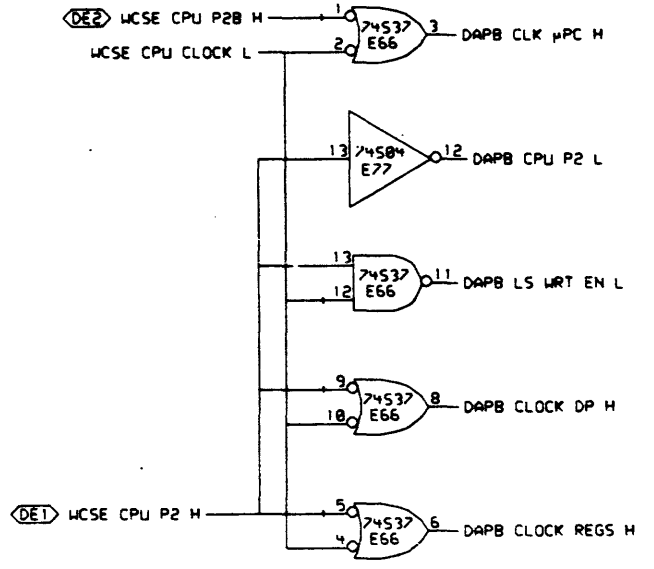 DE2 WCSE CPU P2B H
1
74S37
E66
3
DAPB CLK µPC H
WCSE CPU CLOCK L
2
13
74S04
E77
12
DAPB CPU P2 L
13
74S37
E66
11
DAPB LS WRT EN L
12
9
74S37
E66
8
DAPB CLOCK DP H
10
DE1 WCSE CPU P2 H
5
74S37
E66
6
DAPB CLOCK REGS H
4